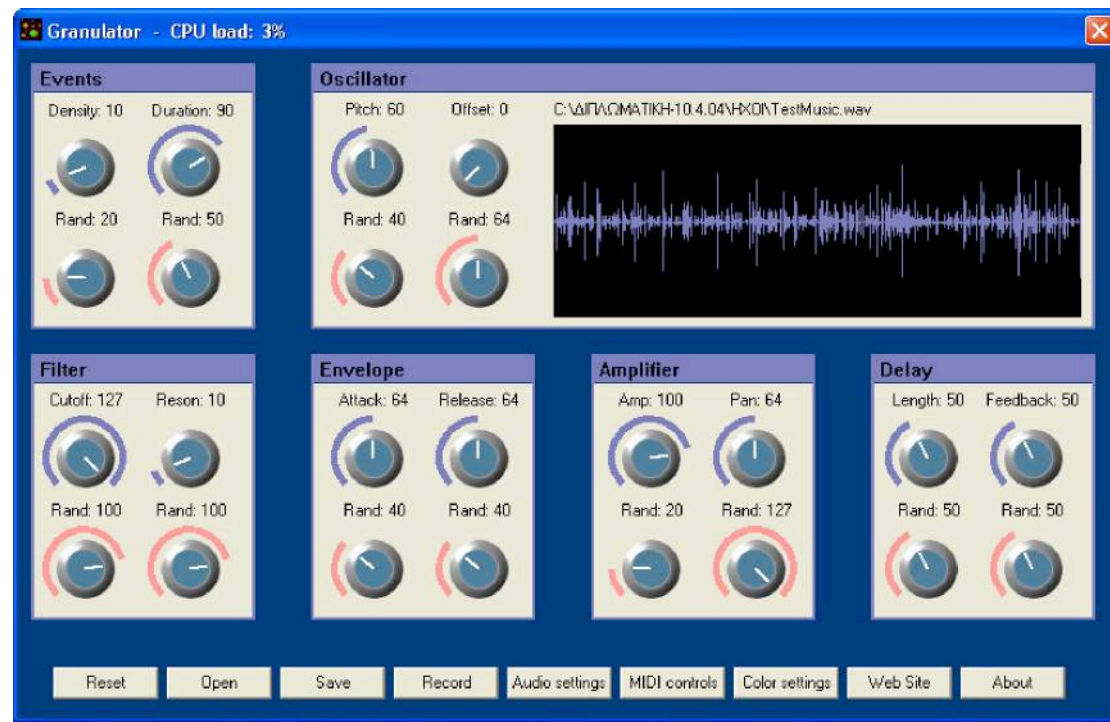 Granulator - CPU load: 3%
Events
Density: 10 Duration: 90
Rand: 20 Rand: 50
Oscillator
Pitch: 60 Offset: 0 C:\ΔΙΠΛΩΜΑΤΙΚΗ-10.4.04\ΗΧΟΙ\TestMusic.wav
Rand: 40 Rand: 64
Filter
Cutoff: 127 Reson: 10
Rand: 100 Rand: 100
Envelope
Attack: 64 Release: 64
Rand: 40 Rand: 40
Amplifier
Amp: 100 Pan: 64
Rand: 20 Rand: 127
Delay
Length: 50 Feedback: 50
Rand: 50 Rand: 50
Reset Open Save Record Audio settings MIDI controls Color settings Web Site About